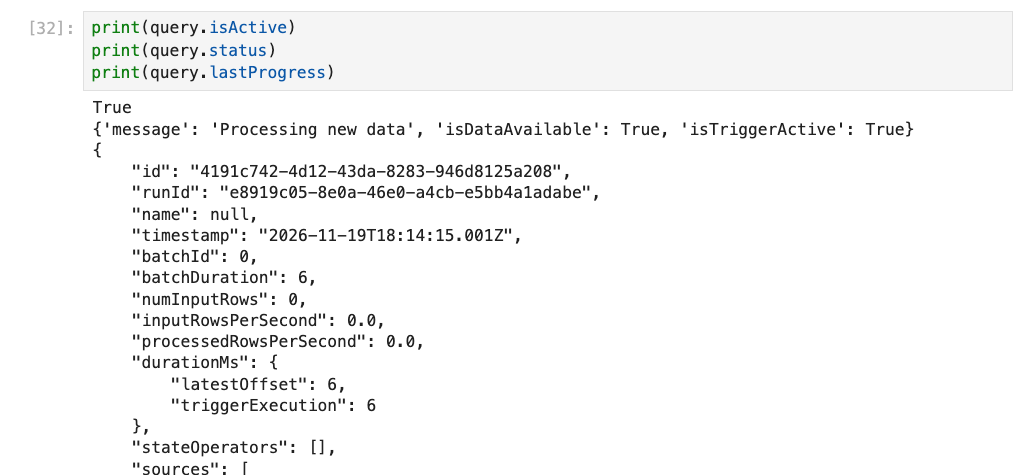 [32]: print(query.isActive)
print(query.status)
print(query.lastProgress)
True
{'message': 'Processing new data', 'isDataAvailable': True, 'isTriggerActive': True}
{
    "id": "4191c742-4d12-43da-8283-946d8125a208",
    "runId": "e8919c05-8e0a-46e0-a4cb-e5bb4a1adabe",
    "name": null,
    "timestamp": "2026-11-19T18:14:15.001Z",
    "batchId": 0,
    "batchDuration": 6,
    "numInputRows": 0,
    "inputRowsPerSecond": 0.0,
    "processedRowsPerSecond": 0.0,
    "durationMs": {
        "latestOffset": 6,
        "triggerExecution": 6
    },
    "stateOperators": [],
    "sources": [